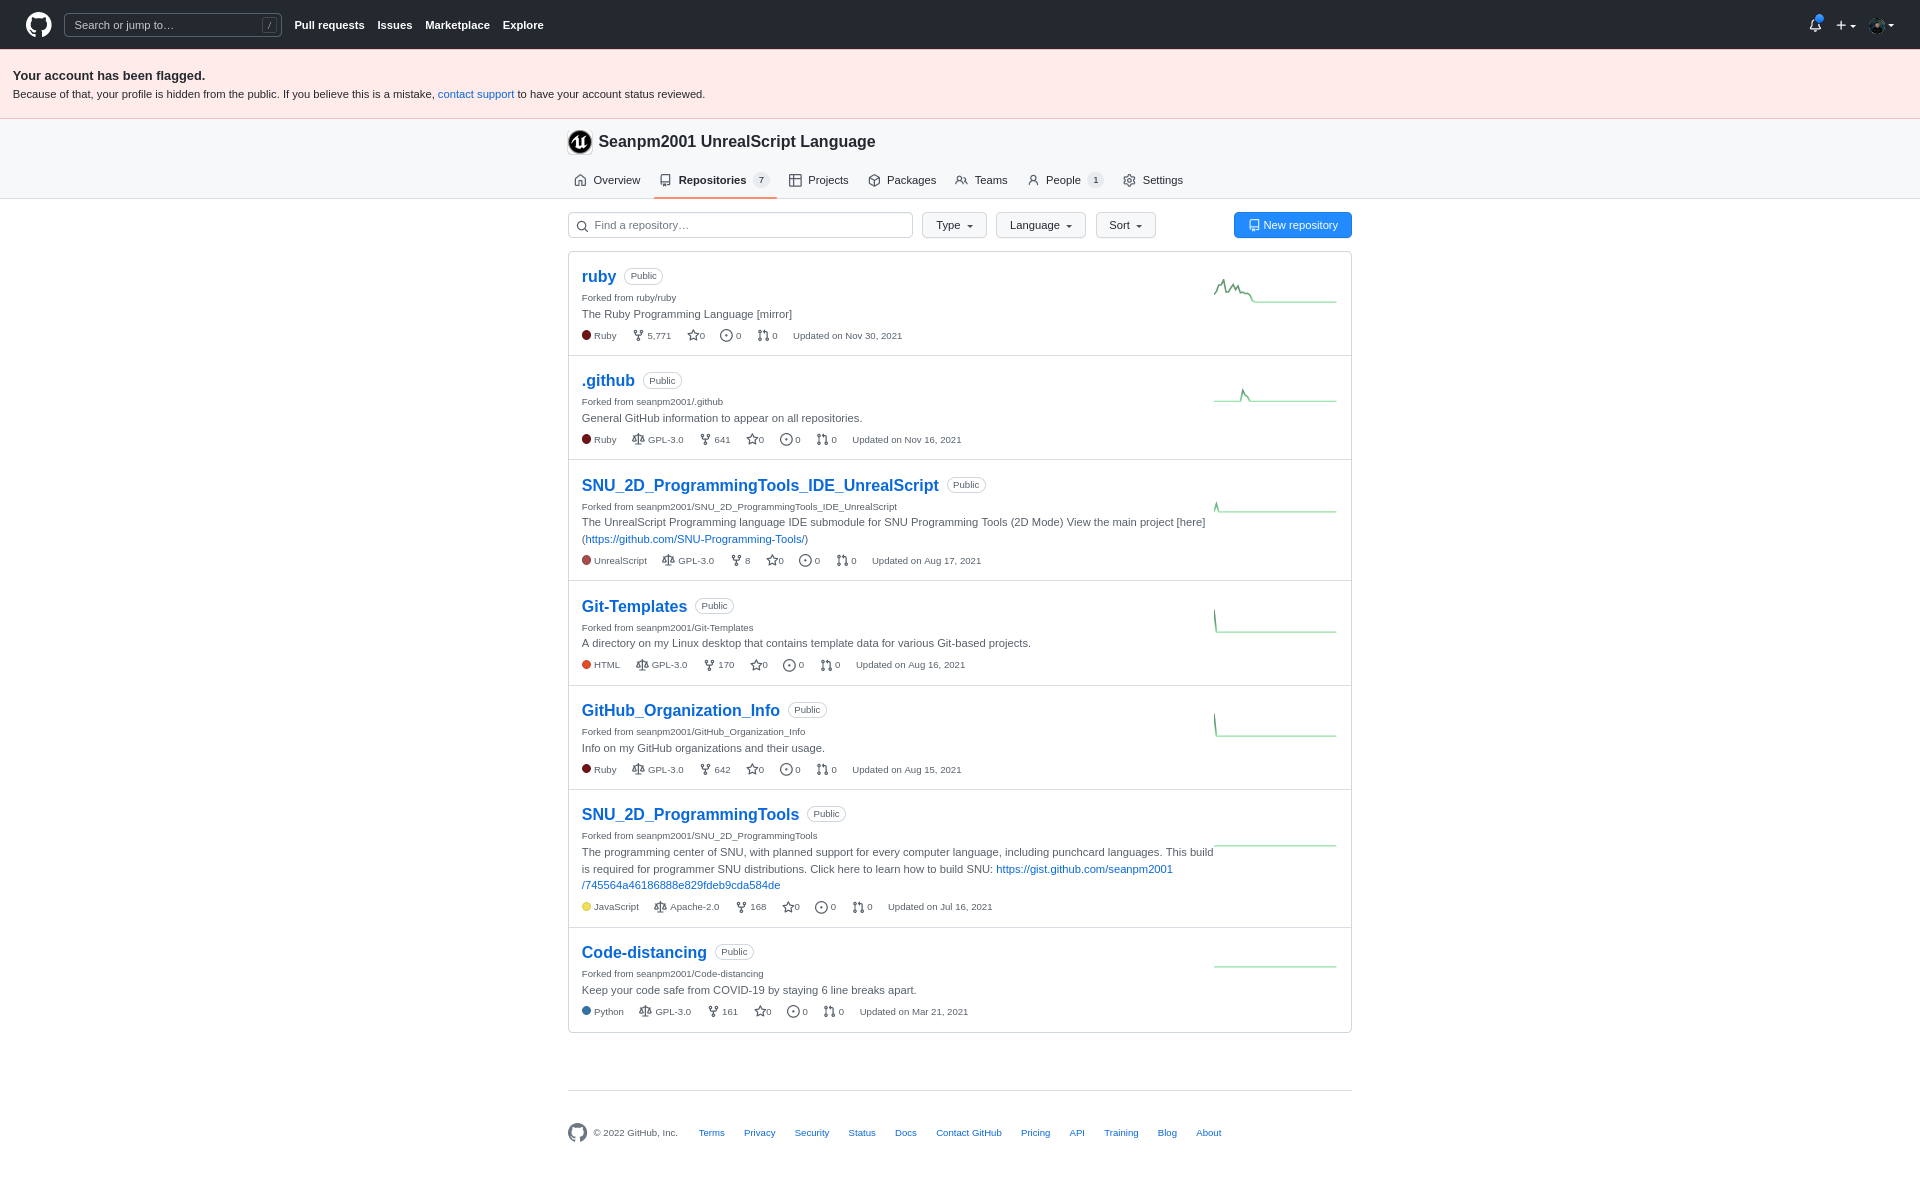 Search or jump to… /
Pull requests Issues Marketplace Explore
Your account has been flagged.
Because of that, your profile is hidden from the public. If you believe this is a mistake, contact support to have your account status reviewed.
Seanpm2001 UnrealScript Language
Overview Repositories 7 Projects Packages Teams People 1 Settings
Find a repository… Type Language Sort New repository
ruby Public
Forked from ruby/ruby
The Ruby Programming Language [mirror]
Ruby 5,771 0 0 0 Updated on Nov 30, 2021
.github Public
Forked from seanpm2001/.github
General GitHub information to appear on all repositories.
Ruby GPL-3.0 641 0 0 0 Updated on Nov 16, 2021
SNU_2D_ProgrammingTools_IDE_UnrealScript Public
Forked from seanpm2001/SNU_2D_ProgrammingTools_IDE_UnrealScript
The UnrealScript Programming language IDE submodule for SNU Programming Tools (2D Mode) View the main project [here]
(https://github.com/SNU-Programming-Tools/)
UnrealScript GPL-3.0 8 0 0 0 Updated on Aug 17, 2021
Git-Templates Public
Forked from seanpm2001/Git-Templates
A directory on my Linux desktop that contains template data for various Git-based projects.
HTML GPL-3.0 170 0 0 0 Updated on Aug 16, 2021
GitHub_Organization_Info Public
Forked from seanpm2001/GitHub_Organization_Info
Info on my GitHub organizations and their usage.
Ruby GPL-3.0 642 0 0 0 Updated on Aug 15, 2021
SNU_2D_ProgrammingTools Public
Forked from seanpm2001/SNU_2D_ProgrammingTools
The programming center of SNU, with planned support for every computer language, including punchcard languages. This build
is required for programmer SNU distributions. Click here to learn how to build SNU: https://gist.github.com/seanpm2001
/745564a46186888e829fdeb9cda584de
JavaScript Apache-2.0 168 0 0 0 Updated on Jul 16, 2021
Code-distancing Public
Forked from seanpm2001/Code-distancing
Keep your code safe from COVID-19 by staying 6 line breaks apart.
Python GPL-3.0 161 0 0 0 Updated on Mar 21, 2021
© 2022 GitHub, Inc. Terms Privacy Security Status Docs Contact GitHub Pricing API Training Blog About